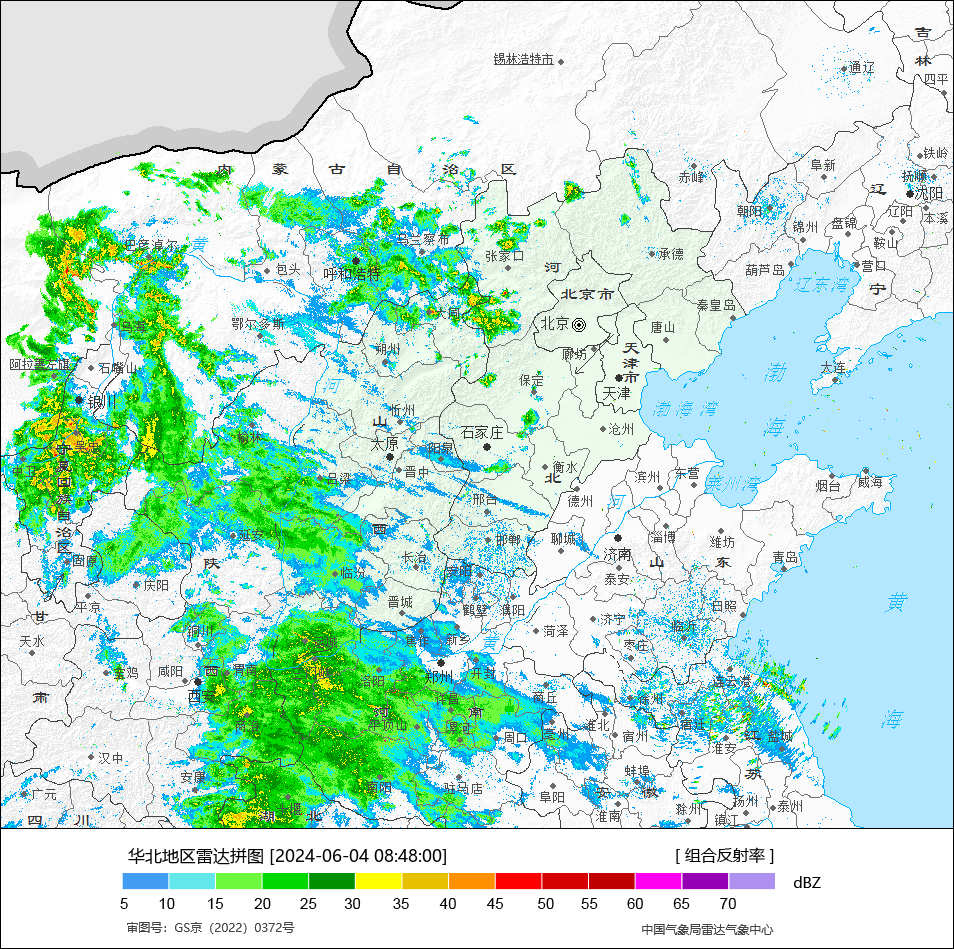 吉
锡林浩特市
林
通辽
四平
铁岭
内 蒙 古 自 治 区
阜新
赤峰
抚顺
辽
沈阳
朝阳
辽阳
本溪
锦州
盘锦
鞍山
巴彦淖尔
黄
乌兰察布
张家口
承德
包头
呼和浩特
河
葫芦岛
营口
辽东湾
宁
北京市
秦皇岛
大同
鄂尔多斯
北京
唐山
乌海
朔州
廊坊
天
津
市
阿拉善左旗
石嘴山
保定
天津
大连
渤
河
银川
忻州
渤海湾
山
沧州
海
石家庄
太原
榆林
吴忠
阳泉
宁
夏
回
族
自
治
区
中卫
晋中
衡水
吕梁
北
滨州
东营
莱州湾
烟台
威海
邢台
德州
河
西
延安
邯郸
聊城
济南
淄博
潍坊
长治
固原
陕
山 东
青岛
安阳
临汾
泰安
庆阳
平凉
晋城
鹤壁
濮阳
日照
黄
甘
济宁
临沂
铜川
菏泽
新乡
焦作
黄
天水
枣庄
宝鸡
咸阳
西
渭南
郑州
开封
洛阳
连云港
肃
西安
许昌
商丘
徐州
河 南
宿迁
淮北
海
平顶山
漯河
周口
亳州
宿州
江
盐城
淮安
汉中
苏
安康
南阳
驻马店
蚌埠
广元
十堰
阜阳
安 徽
扬州
泰州
滁州
四 川
湖 北
淮南
镇江
华北地区雷达拼图 [2024-06-04 08:48:00]
[ 组合反射率 ]
5 10 15 20 25 30 35 40 45 50 55 60 65 70
dBZ
审图号：GS京（2022）0372号
中国气象局雷达气象中心